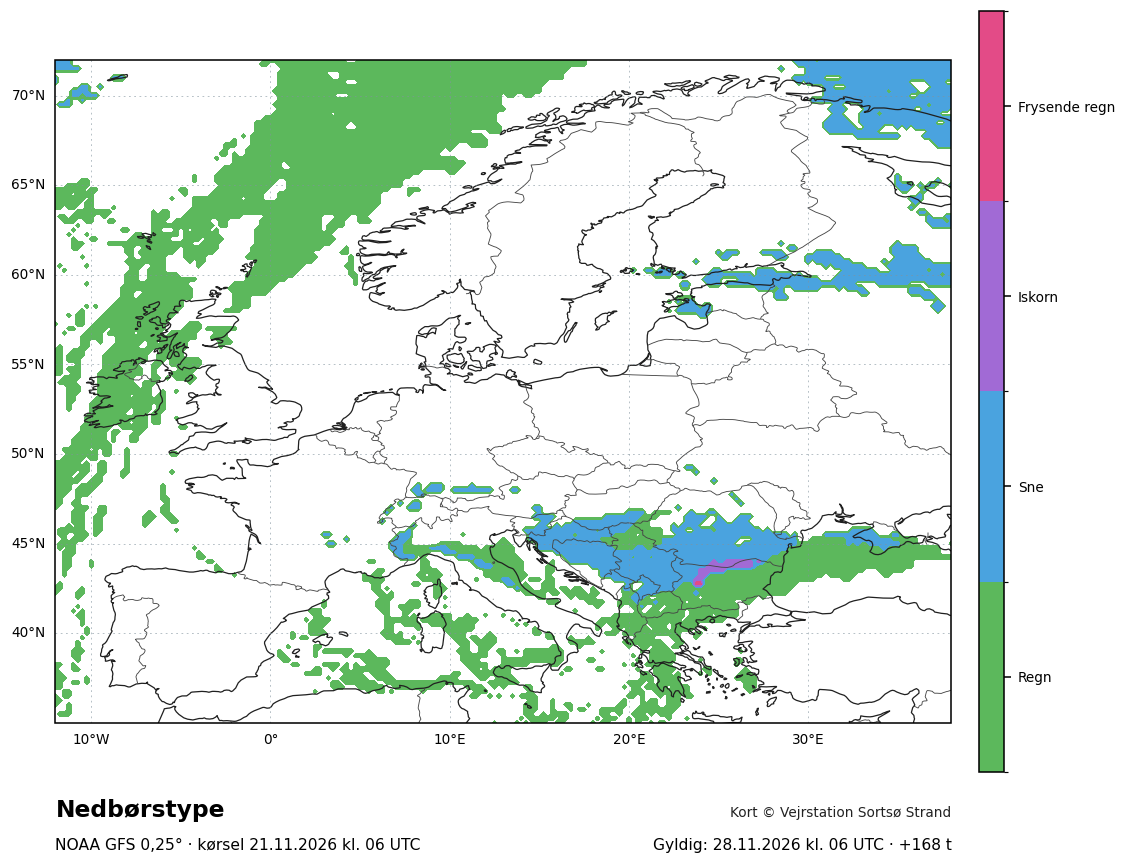 70°N
65°N
60°N
55°N
50°N
45°N
40°N
10°W
0°
10°E
20°E
30°E
Frysende regn
Iskorn
Sne
Regn
Nedbørstype
Kort © Vejrstation Sortsø Strand
NOAA GFS 0,25° · kørsel 21.11.2026 kl. 06 UTC
Gyldig: 28.11.2026 kl. 06 UTC · +168 t